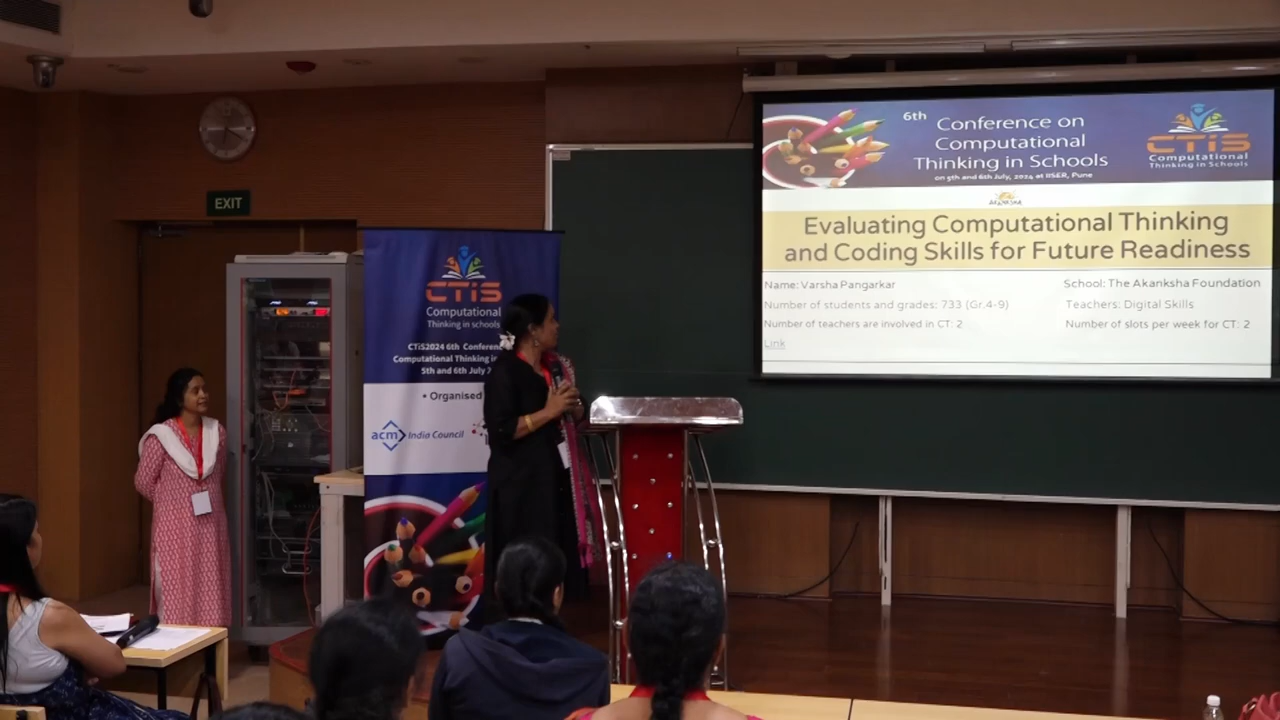 EXIT
CTiS
Computational
Thinking in schools
CTiS2024 6th Conferenc
Computational Thinking in
5th and 6th July 2
• Organised
acm India Council
6th
Conference on
Computational
Thinking in Schools
on 5th and 6th July, 2024 at IISER, Pune
CTiS
Computational
Thinking in Schools
AKANKSHA
Evaluating Computational Thinking
and Coding Skills for Future Readiness
Name: Varsha Pangarkar
School: The Akanksha Foundation
Number of students and grades: 733 (Gr.4-9)
Teachers: Digital Skills
Number of teachers are involved in CT: 2
Number of slots per week for CT: 2
Link